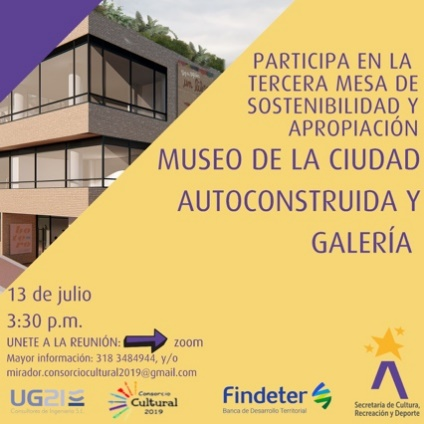 PARTICIPA EN LA
TERCERA MESA DE
SOSTENIBILIDAD Y
APROPIACIÓN
MUSEO DE LA CIUDAD
AUTOCONSTRUIDA Y
GALERÍA
13 de julio
3:30 p.m.
UNETE A LA REUNIÓN: zoom
Mayor información: 318 3484944, y/o
mirador.consorciocultural2019@gmail.com
UG21
Consultores de Ingeniería S.L.
Consorcio
Cultural
2019
Findeter
Banca de Desarrollo Territorial
Secretaría de Cultura,
Recreación y Deporte